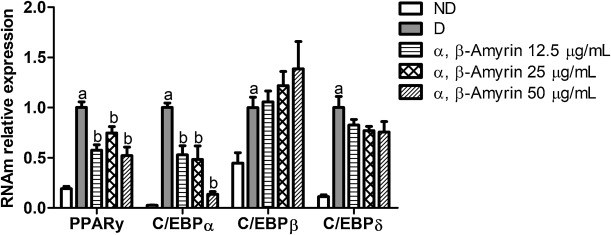 RNAm relative expression
2.0
1.5
1.0
0.5
0.0
ND
D
α, β-Amyrin 12.5 μg/mL
α, β-Amyrin 25 μg/mL
α, β-Amyrin 50 μg/mL
a b b b
a b b b
a
a
PPARγ C/EBPα C/EBPβ C/EBPδ